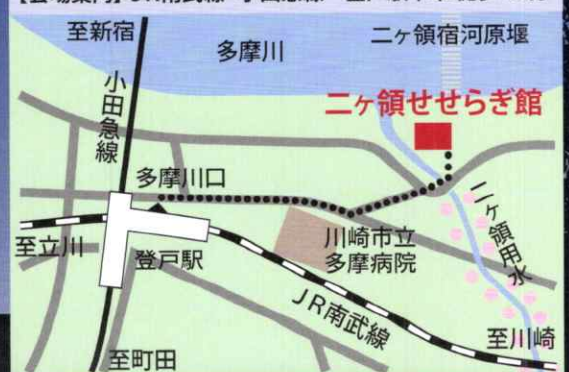 至新宿
多摩川
二ヶ領宿河原堰
小田急線
二ヶ領せせらぎ館
多摩川口
二ヶ領用水
至立川
登戸駅
川崎市立
多摩病院
JR南武線
至川崎
至町田